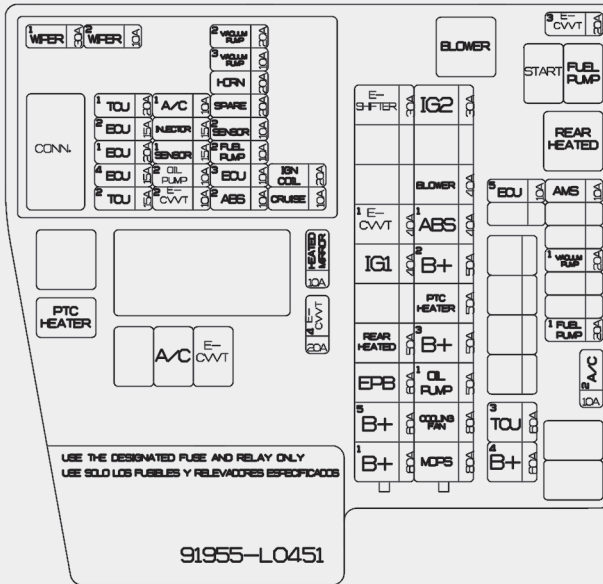 1 WIPER 30A
2 WIPER 10A
2 VACUUM PUMP 20A
3 VACUUM PUMP 10A
HORN 20A
CONN.
1 TCU 20A
1 A/C 10A
SPARE
2 ECU 15A
INJECTOR 15A
2 SENSOR 10A
1 ECU 20A
1 SENSOR 15A
2 FUEL PUMP 10A
4 ECU 15A
2 OIL PUMP 10A
3 ECU 10A
IGN COIL 20A
2 TCU 15A
2 E-CVVT 10A
2 ABS 10A
CRUISE 10A
PTC HEATER
HEATED MIRROR 10A
4 E-CVVT 20A
A/C
E-CVVT
BLOWER
3 E-CVVT 20A
START
FUEL PUMP
REAR HEATED
E-SHIFTER 30A
IG2 30A
BLOWER 40A
1 E-CVVT 40A
1 ABS 40A
IG1 40A
2 B+ 50A
PTC HEATER 50A
REAR HEATED 50A
3 B+ 50A
EPB 60A
1 OIL PUMP 60A
5 B+ 60A
COOLING FAN 60A
1 B+ 60A
MDPS 80A
5 ECU 10A
AMS 10A
1 VACUUM PUMP 20A
1 FUEL PUMP 20A
2 A/C 10A
3 TCU 60A
4 B+ 60A
USE THE DESIGNATED FUSE AND RELAY ONLY
USE SOLO LOS FUSIBLES Y RELEVADORES ESPECIFICADOS
91955-L0451